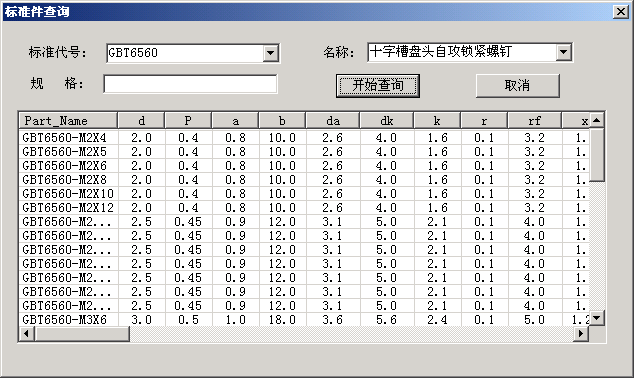 标准件查询
标准代号： GBT6560 名称： 十字槽盘头自攻锁紧螺钉
规 格： 开始查询 取消
Part_Name d P a b da dk k r rf x
GBT6560-M2X4 2.0 0.4 0.8 10.0 2.6 4.0 1.6 0.1 3.2 1.
GBT6560-M2X5 2.0 0.4 0.8 10.0 2.6 4.0 1.6 0.1 3.2 1.
GBT6560-M2X6 2.0 0.4 0.8 10.0 2.6 4.0 1.6 0.1 3.2 1.
GBT6560-M2X8 2.0 0.4 0.8 10.0 2.6 4.0 1.6 0.1 3.2 1.
GBT6560-M2X10 2.0 0.4 0.8 10.0 2.6 4.0 1.6 0.1 3.2 1.
GBT6560-M2X12 2.0 0.4 0.8 10.0 2.6 4.0 1.6 0.1 3.2 1.
GBT6560-M2... 2.5 0.45 0.9 12.0 3.1 5.0 2.1 0.1 4.0 1.
GBT6560-M2... 2.5 0.45 0.9 12.0 3.1 5.0 2.1 0.1 4.0 1.
GBT6560-M2... 2.5 0.45 0.9 12.0 3.1 5.0 2.1 0.1 4.0 1.
GBT6560-M2... 2.5 0.45 0.9 12.0 3.1 5.0 2.1 0.1 4.0 1.
GBT6560-M2... 2.5 0.45 0.9 12.0 3.1 5.0 2.1 0.1 4.0 1.
GBT6560-M2... 2.5 0.45 0.9 12.0 3.1 5.0 2.1 0.1 4.0 1.
GBT6560-M2... 2.5 0.45 0.9 12.0 3.1 5.0 2.1 0.1 4.0 1.
GBT6560-M3X6 3.0 0.5 1.0 18.0 3.6 5.6 2.4 0.1 5.0 1.2